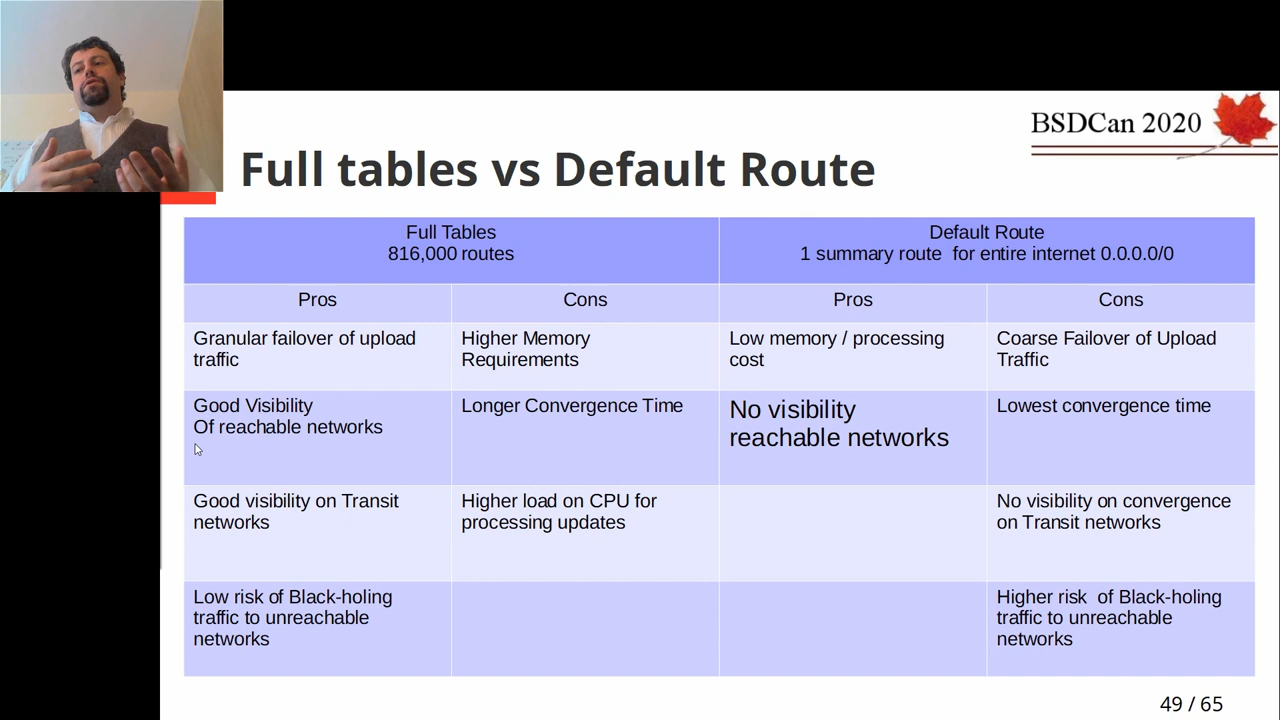 BSDCan 2020
Full tables vs Default Route
Full Tables
816,000 routes
Default Route
1 summary route  for entire internet 0.0.0.0/0
Pros
Cons
Pros
Cons
Granular failover of upload
traffic
Higher Memory
Requirements
Low memory / processing
cost
Coarse Failover of Upload
Traffic
Good Visibility
Of reachable networks
Longer Convergence Time
No visibility
reachable networks
Lowest convergence time
Good visibility on Transit
networks
Higher load on CPU for
processing updates
No visibility on convergence
on Transit networks
Low risk of Black-holing
traffic to unreachable
networks
Higher risk  of Black-holing
traffic to unreachable
networks
49 / 65